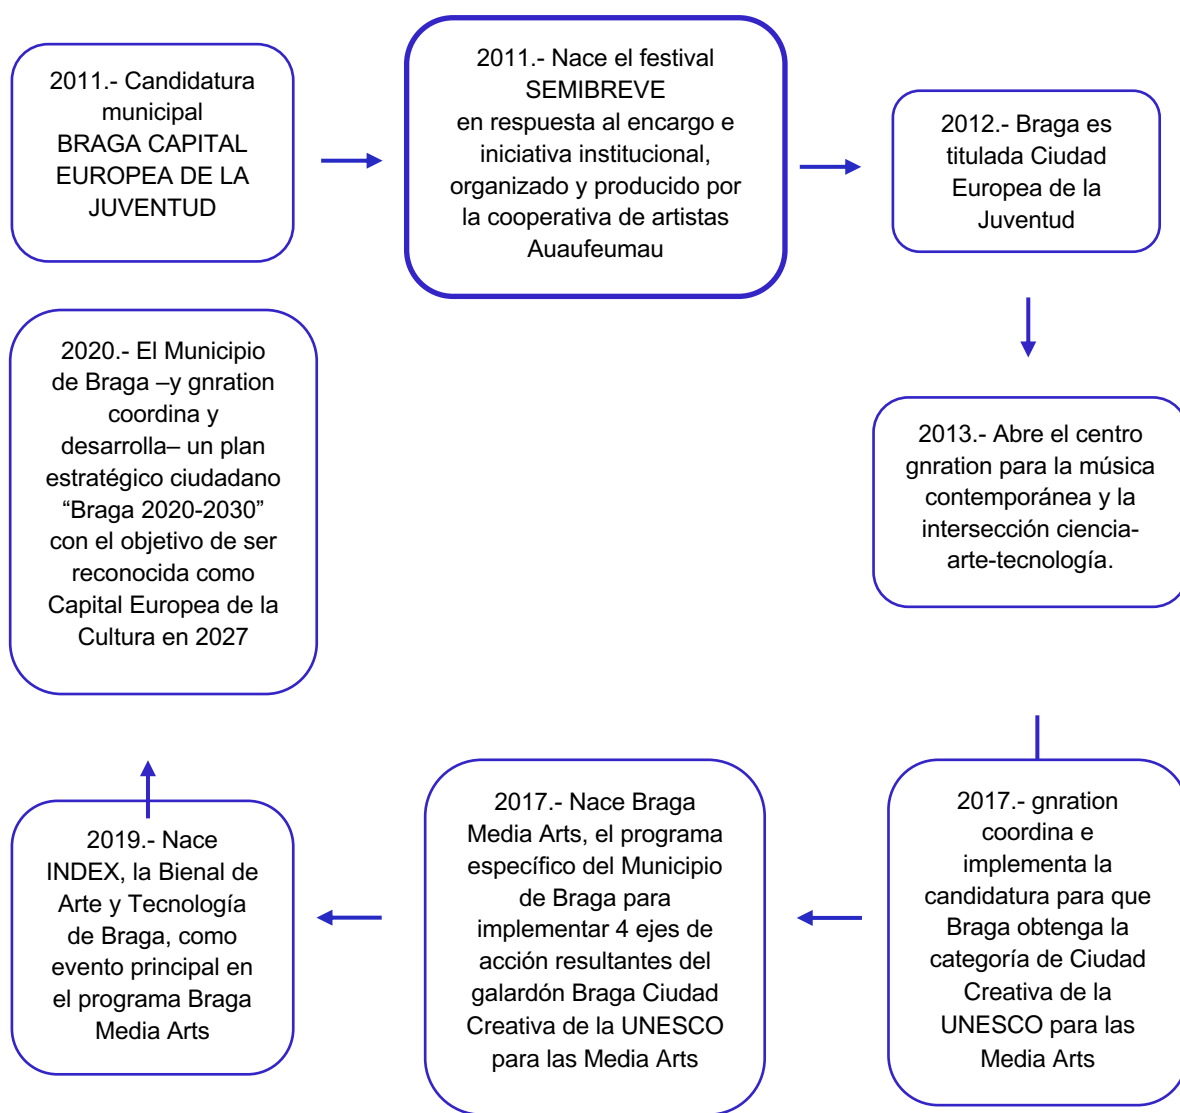 2011.- Candidatura
municipal
BRAGA CAPITAL
EUROPEA DE LA
JUVENTUD
2011.- Nace el festival
SEMIBREVE
en respuesta al encargo e
iniciativa institucional,
organizado y producido por
la cooperativa de artistas
Auaufeumau
2012.- Braga es
titulada Ciudad
Europea de la
Juventud
2013.- Abre el centro
gnration para la música
contemporánea y la
intersección ciencia-
arte-tecnología.
2017.- gnration
coordina e
implementa la
candidatura para que
Braga obtenga la
categoría de Ciudad
Creativa de la
UNESCO para las
Media Arts
2017.- Nace Braga
Media Arts, el programa
específico del Municipio
de Braga para
implementar 4 ejes de
acción resultantes del
galardón Braga Ciudad
Creativa de la UNESCO
para las Media Arts
2019.- Nace
INDEX, la Bienal de
Arte y Tecnología
de Braga, como
evento principal en
el programa Braga
Media Arts
2020.- El Municipio
de Braga –y gnration
coordina y
desarrolla– un plan
estratégico ciudadano
“Braga 2020-2030”
con el objetivo de ser
reconocida como
Capital Europea de la
Cultura en 2027